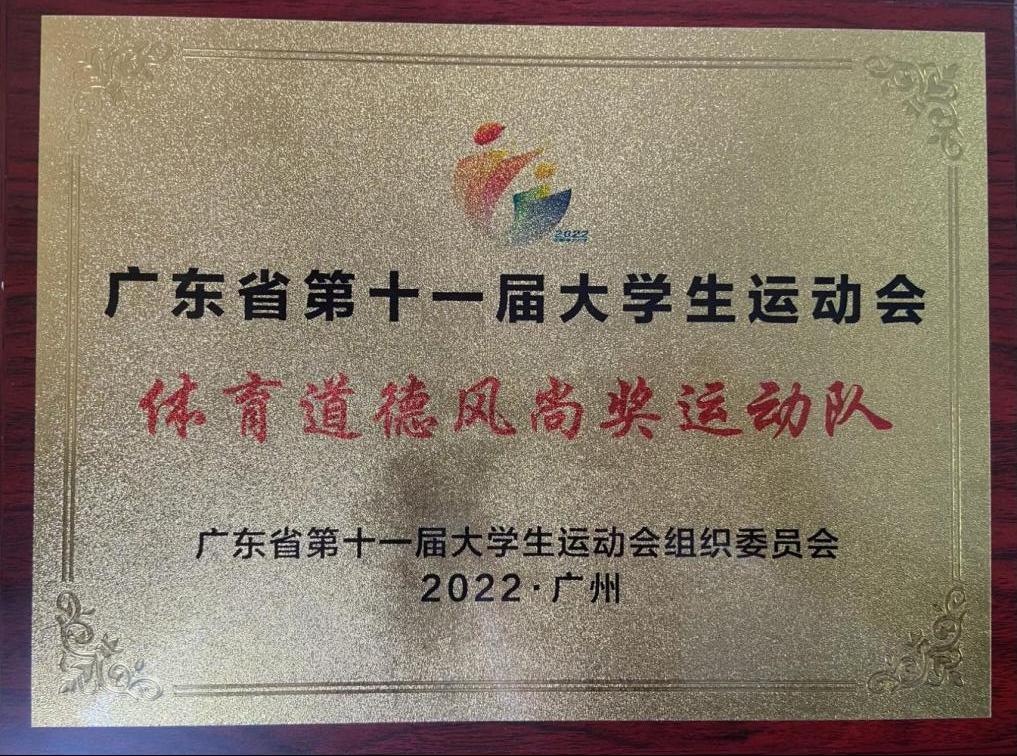 2022
广东省第十一届大学生运动会
体育道德风尚奖运动队
广东省第十一届大学生运动会组织委员会
2022·广州